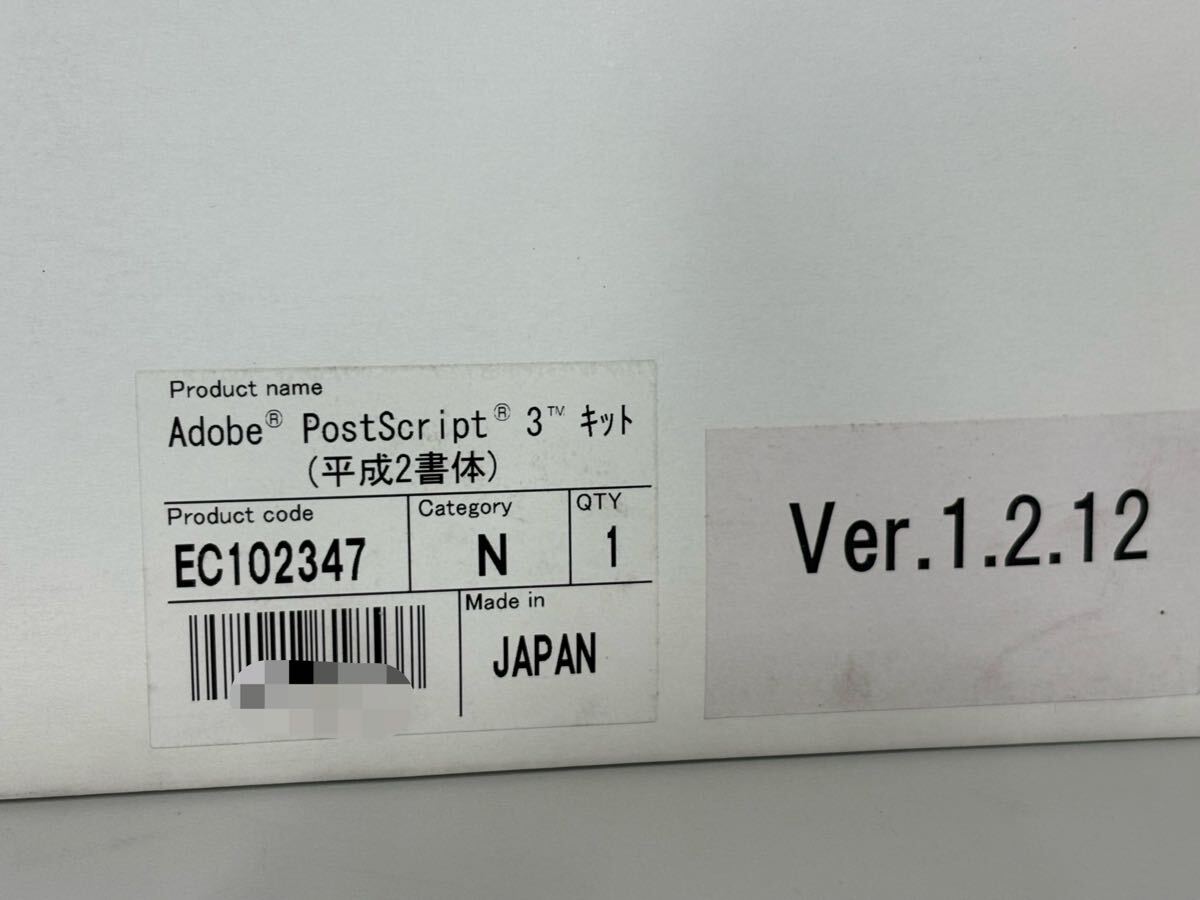 Product name
Adobe® PostScript® 3™ ｷｯﾄ
(平成2書体)
Product code
EC102347
Category
N
QTY
1
Made in
JAPAN
Ver.1.2.12